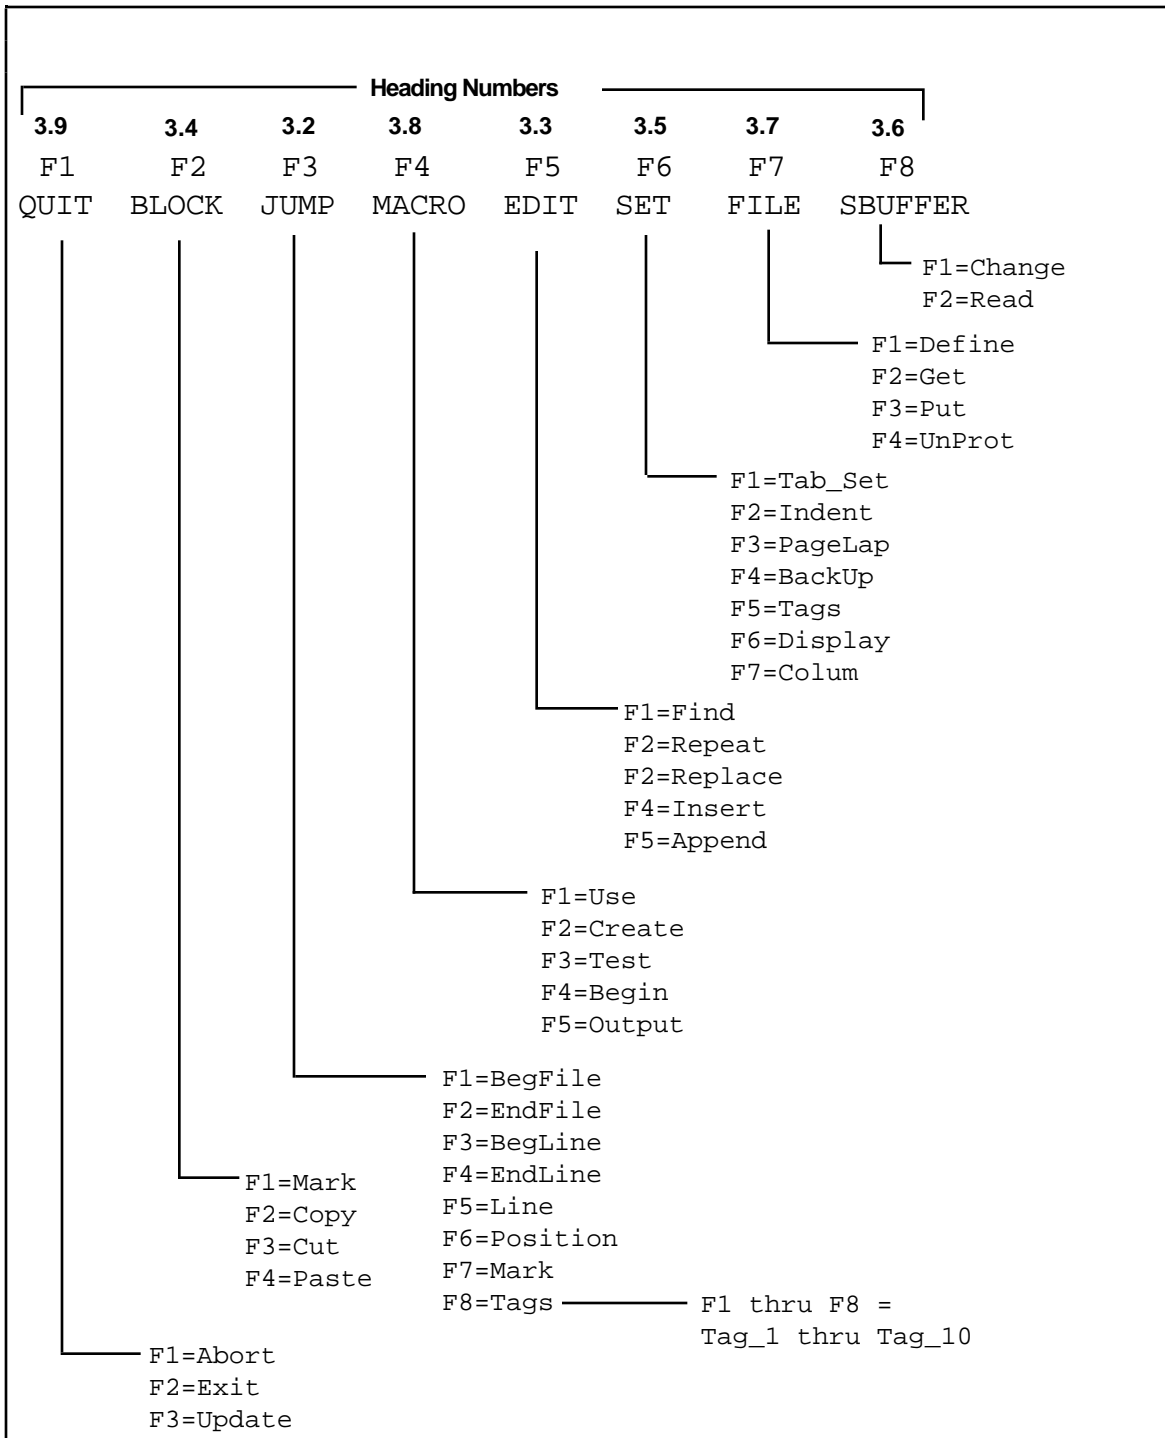 Heading Numbers
3.9 3.4 3.2 3.8 3.3 3.5 3.7 3.6
F1 F2 F3 F4 F5 F6 F7 F8
QUIT BLOCK JUMP MACRO EDIT SET FILE SBUFFER
F1=Change
F2=Read
F1=Define
F2=Get
F3=Put
F4=UnProt
F1=Tab_Set
F2=Indent
F3=PageLap
F4=BackUp
F5=Tags
F6=Display
F7=Colum
F1=Find
F2=Repeat
F2=Replace
F4=Insert
F5=Append
F1=Use
F2=Create
F3=Test
F4=Begin
F5=Output
F1=BegFile
F2=EndFile
F3=BegLine
F4=EndLine
F5=Line
F6=Position
F7=Mark
F8=Tags
F1 thru F8 =
Tag_1 thru Tag_10
F1=Mark
F2=Copy
F3=Cut
F4=Paste
F1=Abort
F2=Exit
F3=Update